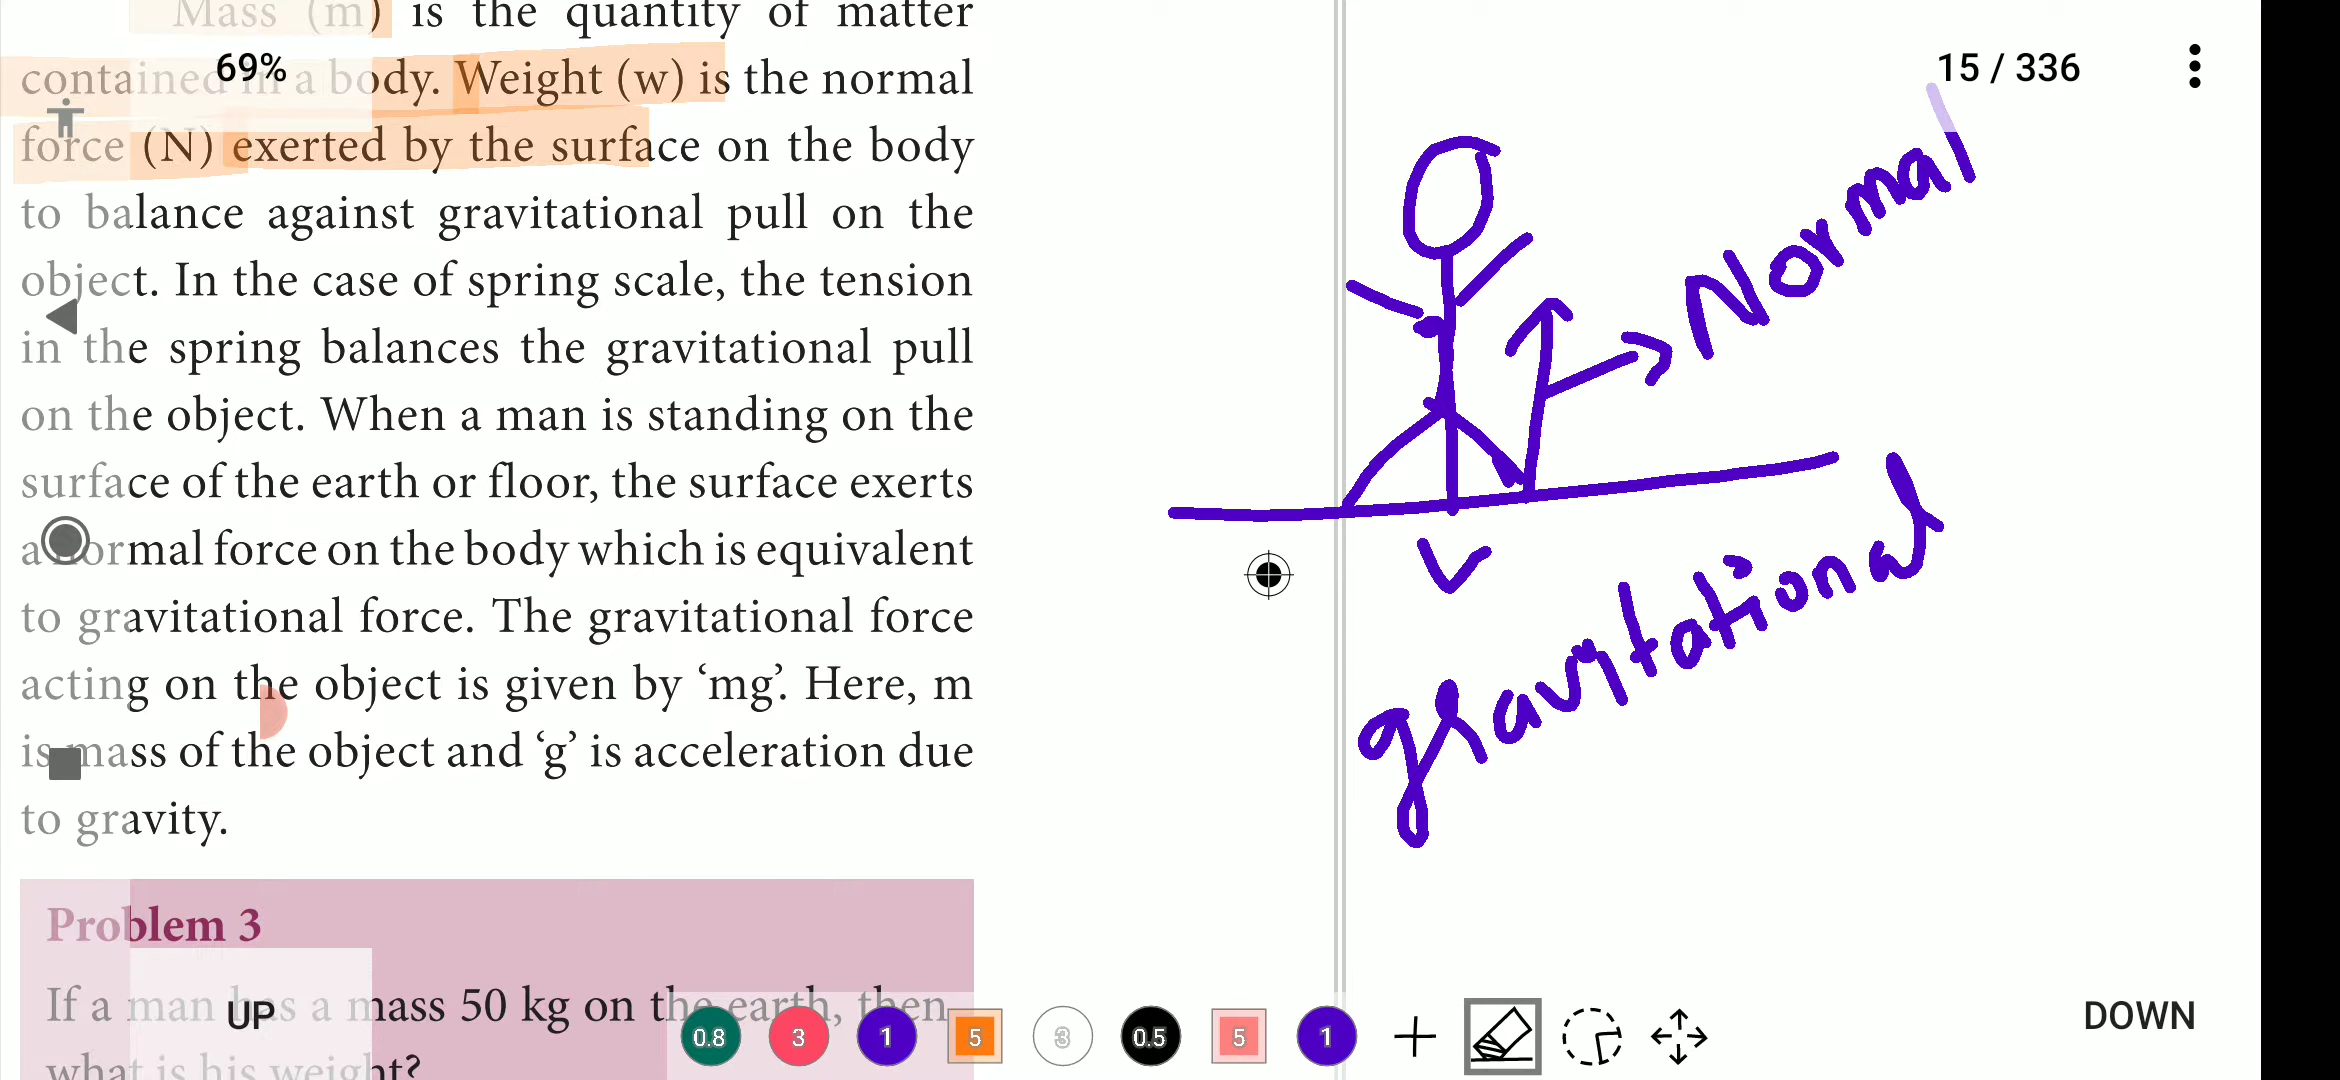 Mass (m) is the quantity of matter
contained in a body. Weight (w) is the normal
force (N) exerted by the surface on the body
to balance against gravitational pull on the
object. In the case of spring scale, the tension
in the spring balances the gravitational pull
on the object. When a man is standing on the
surface of the earth or floor, the surface exerts
a normal force on the body which is equivalent
to gravitational force. The gravitational force
acting on the object is given by ‘mg’. Here, m
is mass of the object and ‘g’ is acceleration due
to gravity.
Problem 3
If a man has a mass 50 kg on the earth, then
what is his weight?
69%
15 / 336
Normal
gravitational
UP
0.8 3 1 5 3 0.5 5 1
DOWN